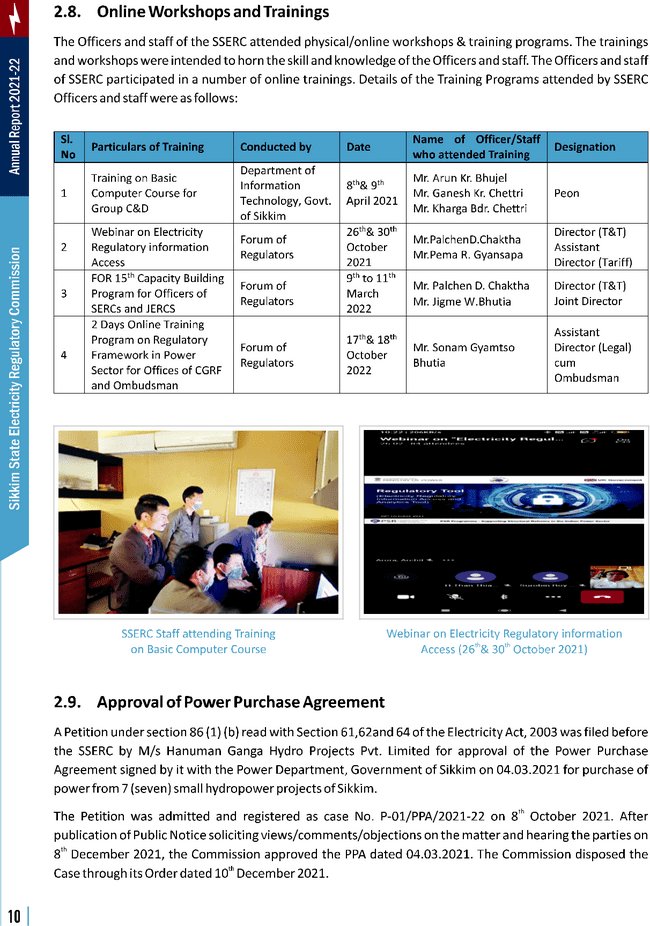 Annual Report 2021-22
Sikkim State Electricity Regulatory Commission
2.8. Online Workshops and Trainings
The Officers and staff of the SSERC attended physical/online workshops & training programs. The trainings
and workshops were intended to horn the skill and knowledge of the Officers and staff. The Officers and staff
of SSERC participated in a number of online trainings. Details of the Training Programs attended by SSERC
Officers and staff were as follows:
Sl. No | Particulars of Training | Conducted by | Date | Name of Officer/Staff who attended Training | Designation
1 | Training on Basic Computer Course for Group C&D | Department of Information Technology, Govt. of Sikkim | 8th& 9th April 2021 | Mr. Arun Kr. Bhujel Mr. Ganesh Kr. Chettri Mr. Kharga Bdr. Chettri | Peon
2 | Webinar on Electricity Regulatory information Access | Forum of Regulators | 26th& 30th October 2021 | Mr.PalchenD.Chaktha Mr.Pema R. Gyansapa | Director (T&T) Assistant Director (Tariff)
3 | FOR 15th Capacity Building Program for Officers of SERCs and JERCS | Forum of Regulators | 9th to 11th March 2022 | Mr. Palchen D. Chaktha Mr. Jigme W.Bhutia | Director (T&T) Joint Director
4 | 2 Days Online Training Program on Regulatory Framework in Power Sector for Offices of CGRF and Ombudsman | Forum of Regulators | 17th& 18th October 2022 | Mr. Sonam Gyamtso Bhutia | Assistant Director (Legal) cum Ombudsman
Webinar on "Electricity Regul...
Regulatory Tool
SSERC Staff attending Training
on Basic Computer Course
Webinar on Electricity Regulatory information
Access (26th& 30th October 2021)
2.9. Approval of Power Purchase Agreement
A Petition under section 86 (1) (b) read with Section 61,62and 64 of the Electricity Act, 2003 was filed before
the SSERC by M/s Hanuman Ganga Hydro Projects Pvt. Limited for approval of the Power Purchase
Agreement signed by it with the Power Department, Government of Sikkim on 04.03.2021 for purchase of
power from 7 (seven) small hydropower projects of Sikkim.
The Petition was admitted and registered as case No. P-01/PPA/2021-22 on 8th October 2021. After
publication of Public Notice soliciting views/comments/objections on the matter and hearing the parties on
8th December 2021, the Commission approved the PPA dated 04.03.2021. The Commission disposed the
Case through its Order dated 10th December 2021.
10